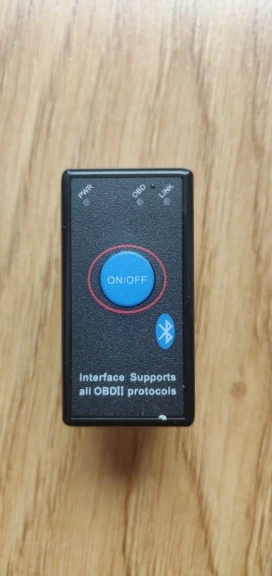 PWR OBD LINK
ON/OFF
Interface Supports
all OBDII protocols